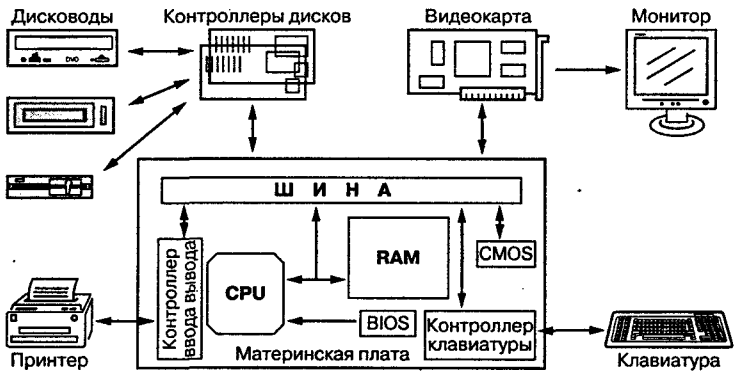 Дисководы
Контроллеры дисков
Видеокарта
Монитор
DVD
Ш И Н А
Контроллер
ввода вывода
CPU
RAM
CMOS
BIOS
Контроллер
клавиатуры
Материнская плата
Принтер
Клавиатура